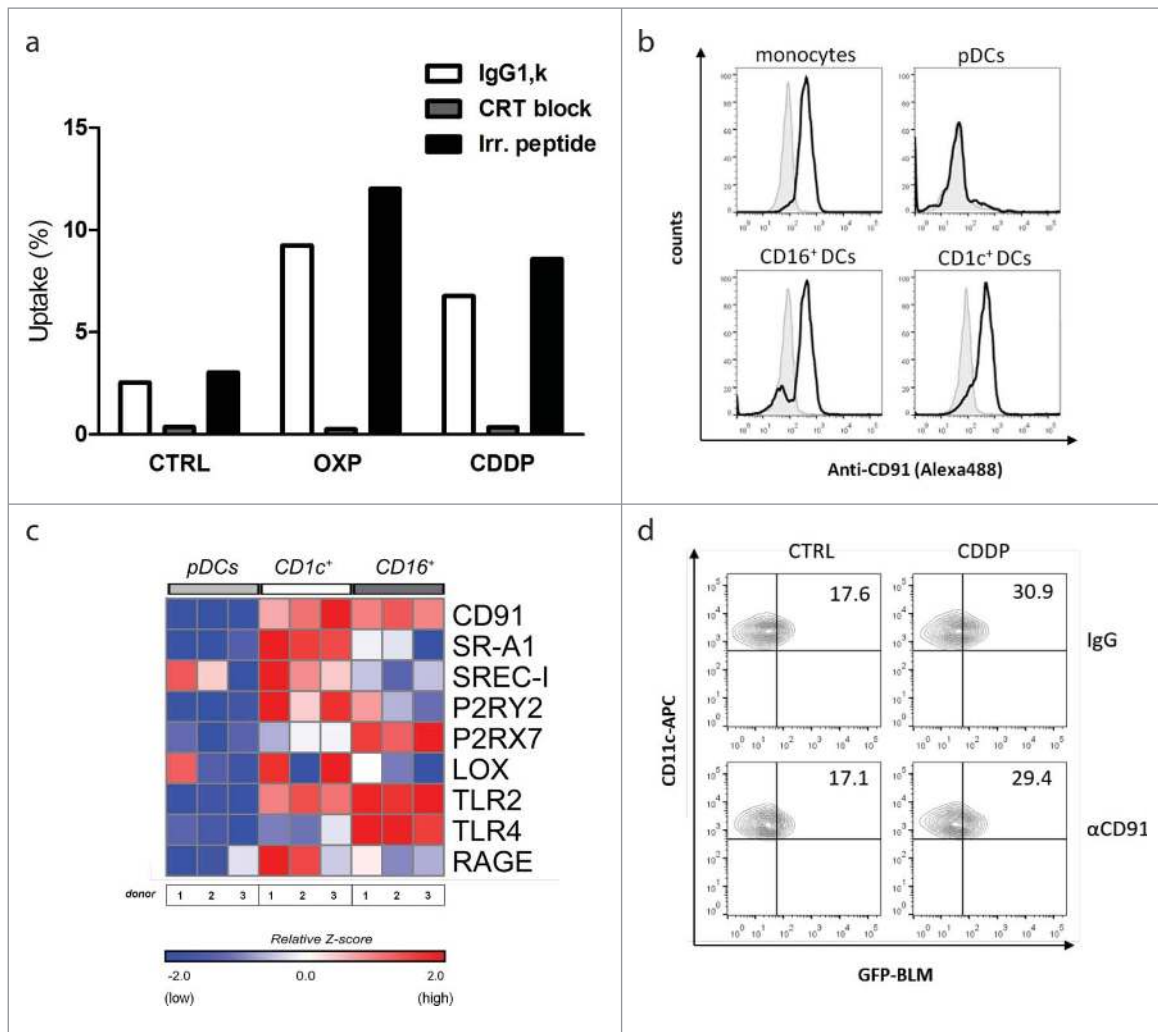 a
IgG1,k
CRT block
Irr. peptide
15
10
5
0
Uptake (%)
CTRL OXP CDDP
b
monocytes pDCs
CD16+ DCs CD1c+ DCs
counts
Anti-CD91 (Alexa488)
c
pDCs CD1c+ CD16+
CD91
SR-A1
SREC-I
P2RY2
P2RX7
LOX
TLR2
TLR4
RAGE
donor 1 2 3 1 2 3 1 2 3
Relative Z-score
-2.0 0.0 2.0
(low) (high)
d
CTRL CDDP
17.6 30.9
IgG
17.1 29.4
αCD91
CD11c-APC
GFP-BLM